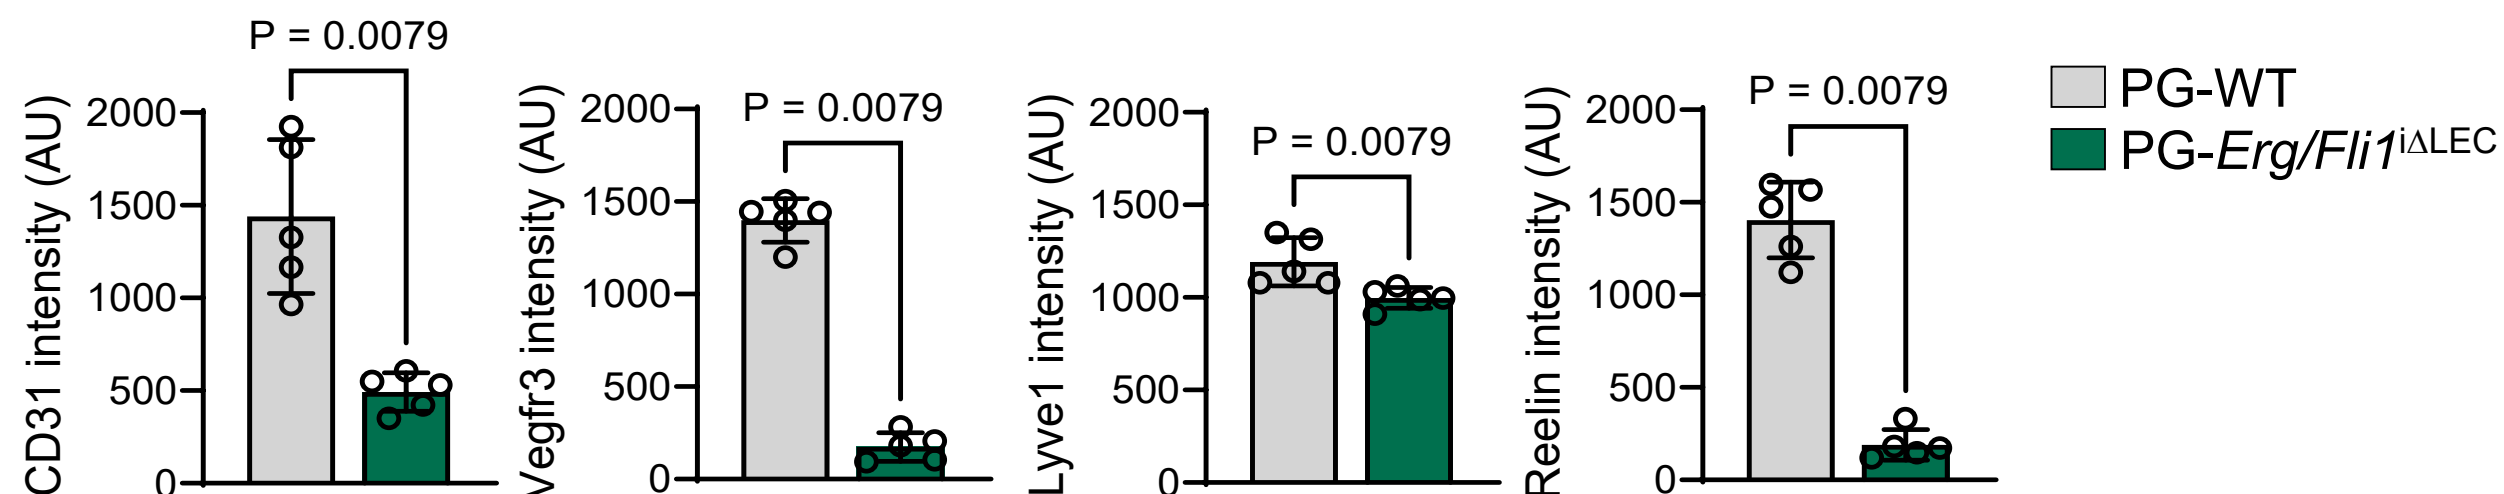 P = 0.0079
CD31 intensity (AU)
2000
1500
1000
500
0
P = 0.0079
Vegfr3 intensity (AU)
2000
1500
1000
500
0
P = 0.0079
Lyve1 intensity (AU)
2000
1500
1000
500
0
P = 0.0079
Reelin intensity (AU)
2000
1500
1000
500
0
PG-WT
PG-Erg/Fli1iΔLEC